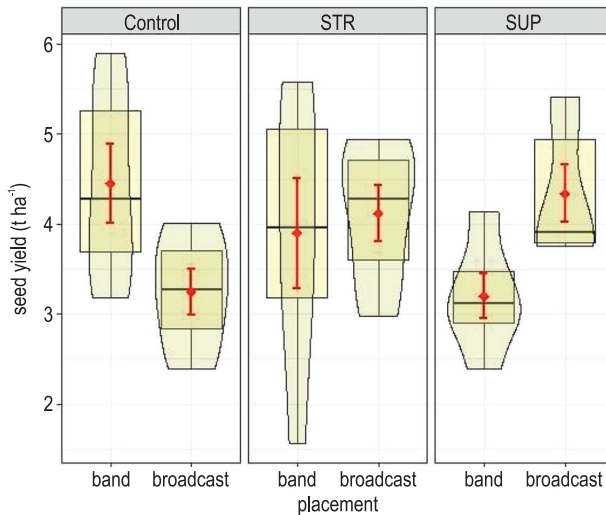 Control STR SUP
seed yield (t ha⁻¹)
6
5
4
3
2
band broadcast band broadcast band broadcast
placement